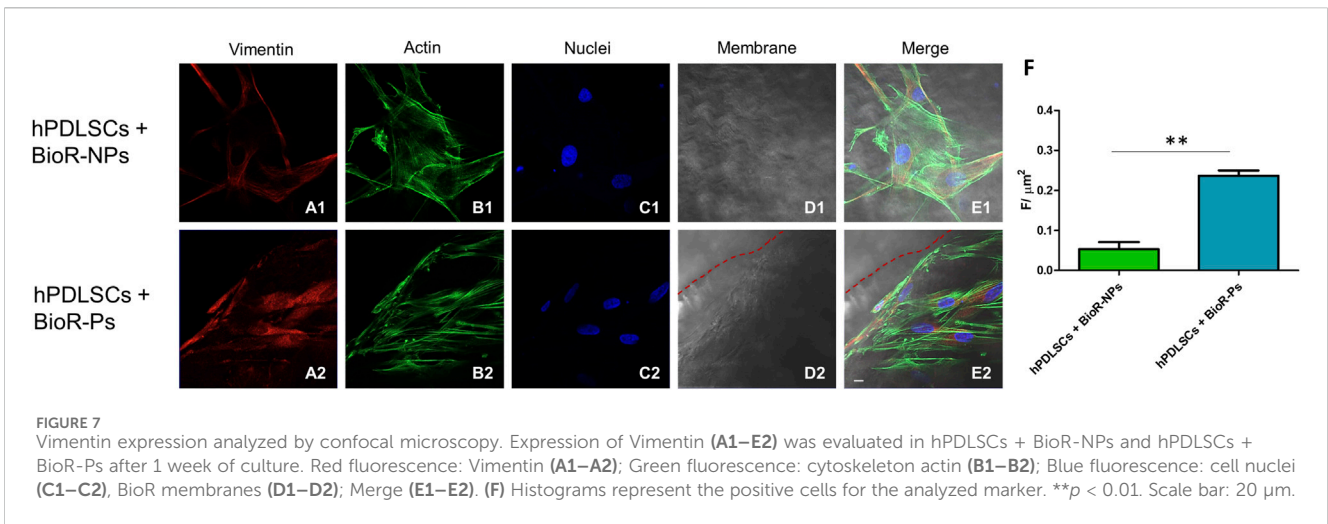 Vimentin Actin Nuclei Membrane Merge
hPDLSCs +
BioR-NPs
A1 B1 C1 D1 E1
hPDLSCs +
BioR-Ps
A2 B2 C2 D2 E2
F
**
0.4
0.3
0.2
0.1
0.0
F/ µm²
hPDLSCs + BioR-NPs
hPDLSCs + BioR-Ps
FIGURE 7
Vimentin expression analyzed by confocal microscopy. Expression of Vimentin (A1–E2) was evaluated in hPDLSCs + BioR-NPs and hPDLSCs +
BioR-Ps after 1 week of culture. Red fluorescence: Vimentin (A1–A2); Green fluorescence: cytoskeleton actin (B1–B2); Blue fluorescence: cell nuclei
(C1–C2), BioR membranes (D1–D2); Merge (E1–E2). (F) Histograms represent the positive cells for the analyzed marker. **p < 0.01. Scale bar: 20 µm.